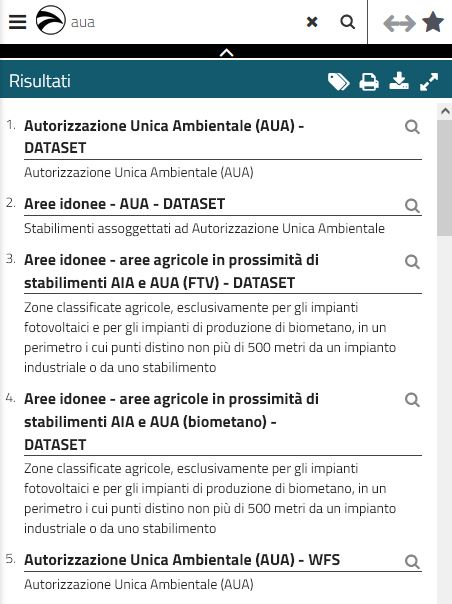 aua
Risultati
1. Autorizzazione Unica Ambientale (AUA) -
DATASET
Autorizzazione Unica Ambientale (AUA)
2. Aree idonee - AUA - DATASET
Stabilimenti assoggettati ad Autorizzazione Unica Ambientale
3. Aree idonee - aree agricole in prossimità di
stabilimenti AIA e AUA (FTV) - DATASET
Zone classificate agricole, esclusivamente per gli impianti
fotovoltaici e per gli impianti di produzione di biometano, in un
perimetro i cui punti distino non più di 500 metri da un impianto
industriale o da uno stabilimento
4. Aree idonee - aree agricole in prossimità di
stabilimenti AIA e AUA (biometano) -
DATASET
Zone classificate agricole, esclusivamente per gli impianti
fotovoltaici e per gli impianti di produzione di biometano, in un
perimetro i cui punti distino non più di 500 metri da un impianto
industriale o da uno stabilimento
5. Autorizzazione Unica Ambientale (AUA) - WFS
Autorizzazione Unica Ambientale (AUA)